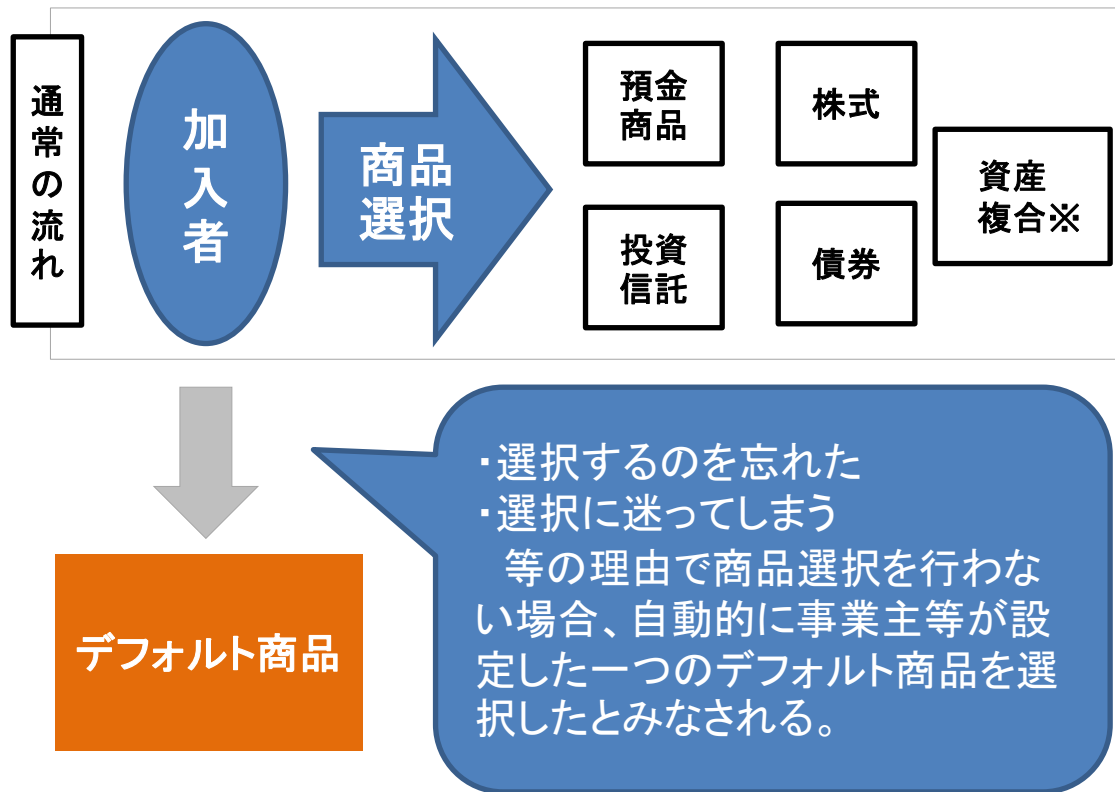 通常の流れ
加入者
商品
選択
預金
商品
株式
投資
信託
債券
資産
複合※
・選択するのを忘れた
・選択に迷ってしまう
　等の理由で商品選択を行わな
い場合、自動的に事業主等が設
定した一つのデフォルト商品を選
択したとみなされる。
デフォルト商品